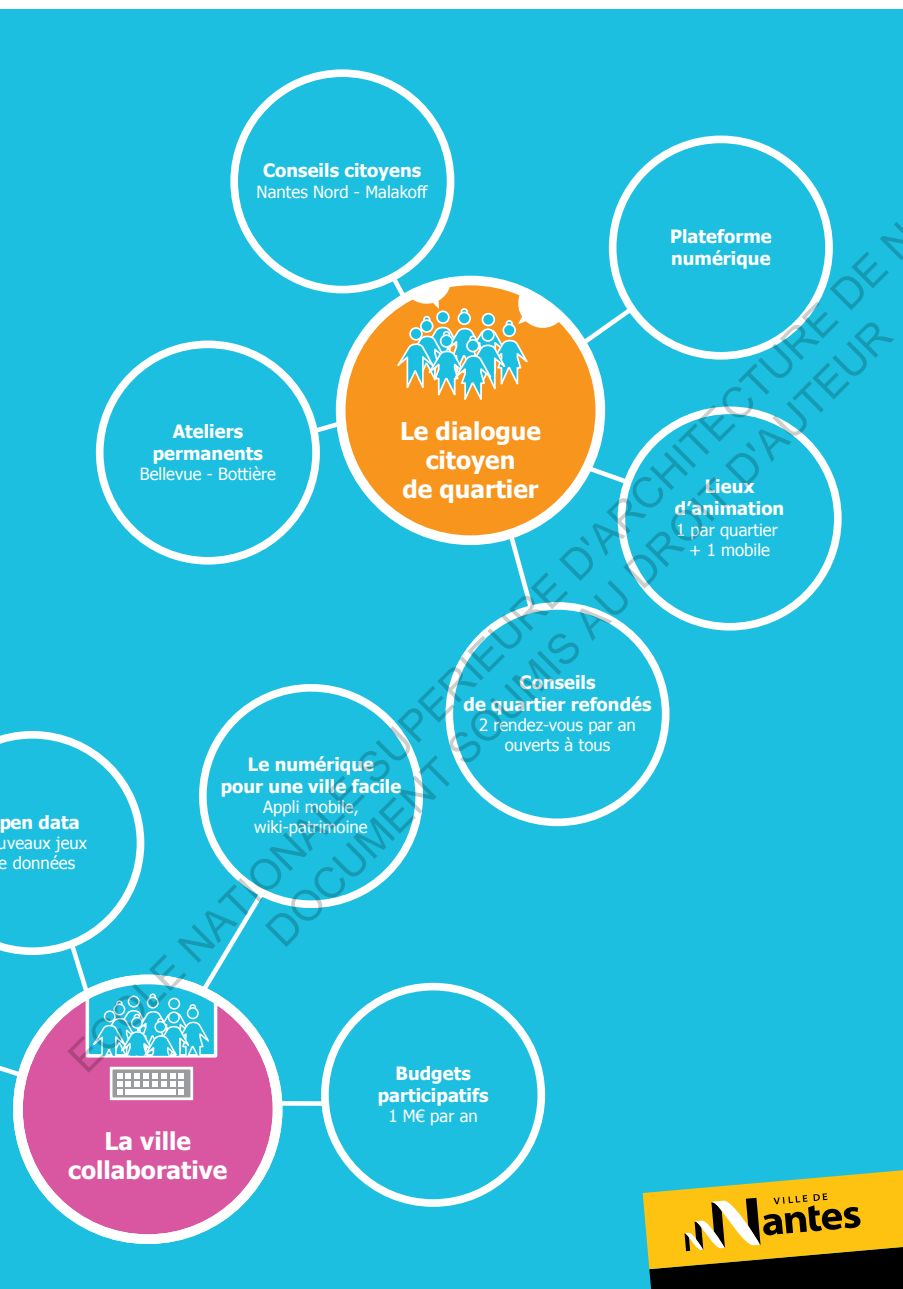 Conseils citoyens
Nantes Nord - Malakoff
Plateforme
numérique
Ateliers
permanents
Bellevue - Bottière
Le dialogue
citoyen
de quartier
Lieux
d'animation
1 par quartier
+ 1 mobile
Conseils
de quartier refondés
2 rendez-vous par an
ouverts à tous
Le numérique
pour une ville facile
Appli mobile,
wiki-patrimoine
pen data
uveaux jeux
e données
La ville
collaborative
Budgets
participatifs
1 M€ par an
VILLE DE
Nantes
ECOLE NATIONALE SUPERIEURE D'ARCHITECTURE DE N
DOCUMENT SOUMIS AU DROIT D'AUTEUR